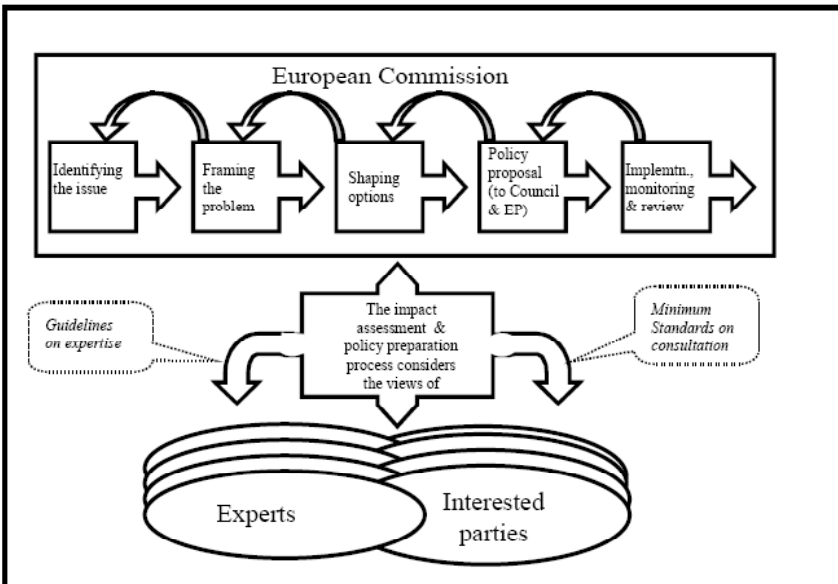 European Commission
Identifying
the issue
Framing
the
problem
Shaping
options
Policy
proposal
(to Council
& EP)
Implemtn.,
monitoring
& review
Guidelines
on expertise
The impact
assessment &
policy preparation
process considers
the views of
Minimum
Standards on
consultation
Experts
Interested
parties